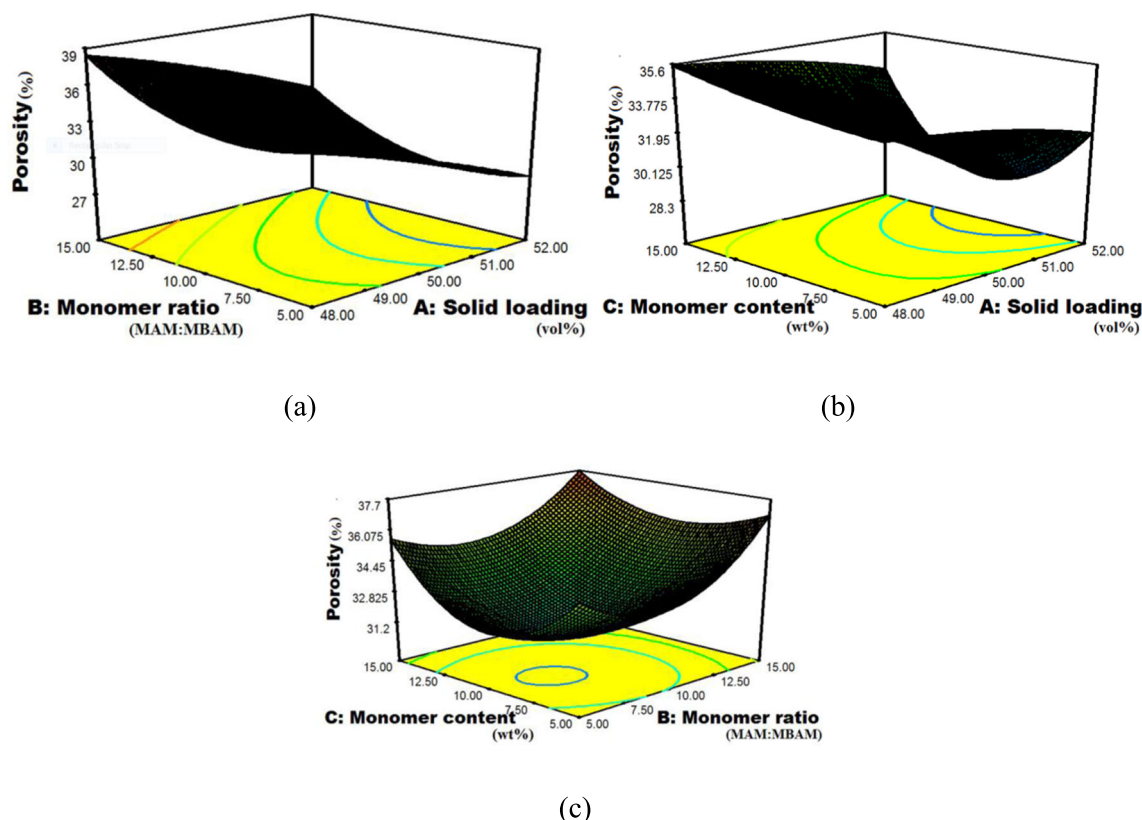 39
36
33
30
27
Porosity(%)
15.00
12.50
10.00
7.50
5.00
B: Monomer ratio
(MAM:MBAM)
48.00
49.00
50.00
51.00
52.00
A: Solid loading
(vol%)
(a)
35.6
33.775
31.95
30.125
28.3
Porosity(%)
15.00
12.50
10.00
7.50
5.00
C: Monomer content
(wt%)
48.00
49.00
50.00
51.00
52.00
A: Solid loading
(vol%)
(b)
37.7
36.075
34.45
32.825
31.2
Porosity(%)
15.00
12.50
10.00
7.50
5.00
C: Monomer content
(wt%)
5.00
7.50
10.00
12.50
15.00
B: Monomer ratio
(MAM:MBAM)
(c)